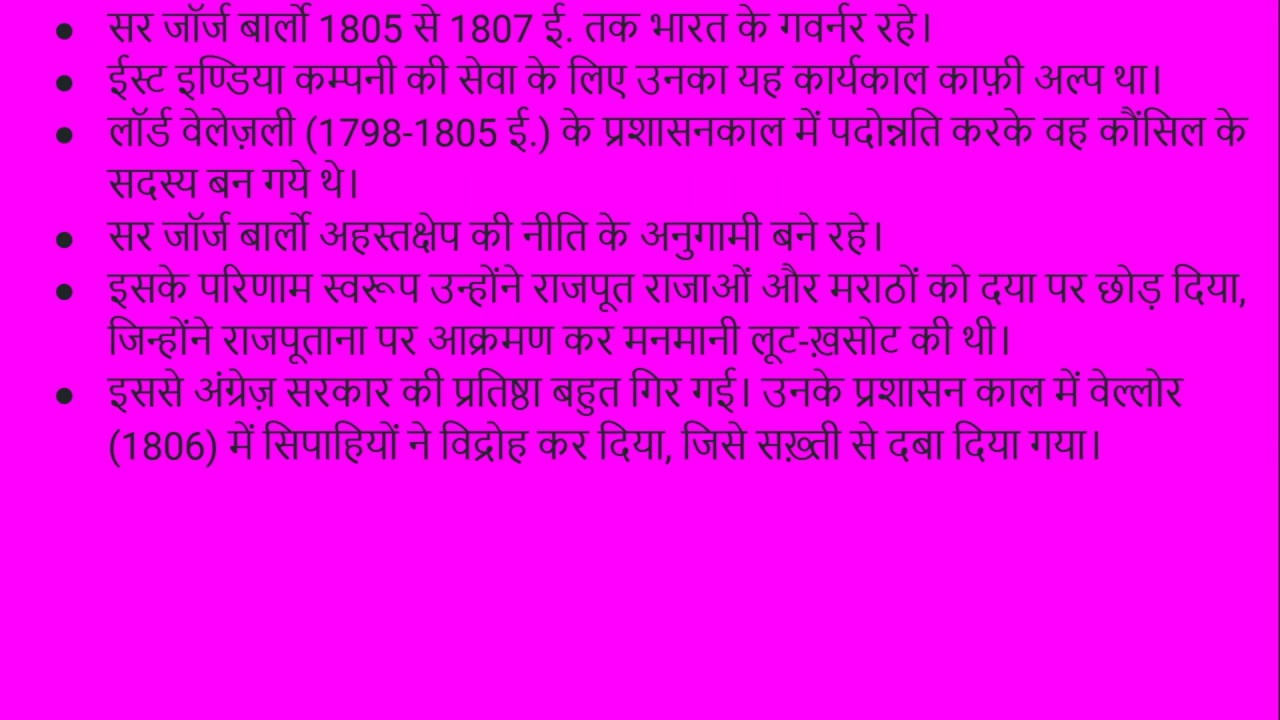 ● सर जॉर्ज बार्लो 1805 से 1807 ई. तक भारत के गवर्नर रहे।
● ईस्ट इण्डिया कम्पनी की सेवा के लिए उनका यह कार्यकाल काफ़ी अल्प था।
● लॉर्ड वेलेज़ली (1798-1805 ई.) के प्रशासनकाल में पदोन्नति करके वह कौंसिल के
सदस्य बन गये थे।
● सर जॉर्ज बार्लो अहस्तक्षेप की नीति के अनुगामी बने रहे।
● इसके परिणाम स्वरूप उन्होंने राजपूत राजाओं और मराठों को दया पर छोड़ दिया,
जिन्होंने राजपूताना पर आक्रमण कर मनमानी लूट-ख़सोट की थी।
● इससे अंग्रेज़ सरकार की प्रतिष्ठा बहुत गिर गई। उनके प्रशासन काल में वेल्लोर
(1806) में सिपाहियों ने विद्रोह कर दिया, जिसे सख़्ती से दबा दिया गया।